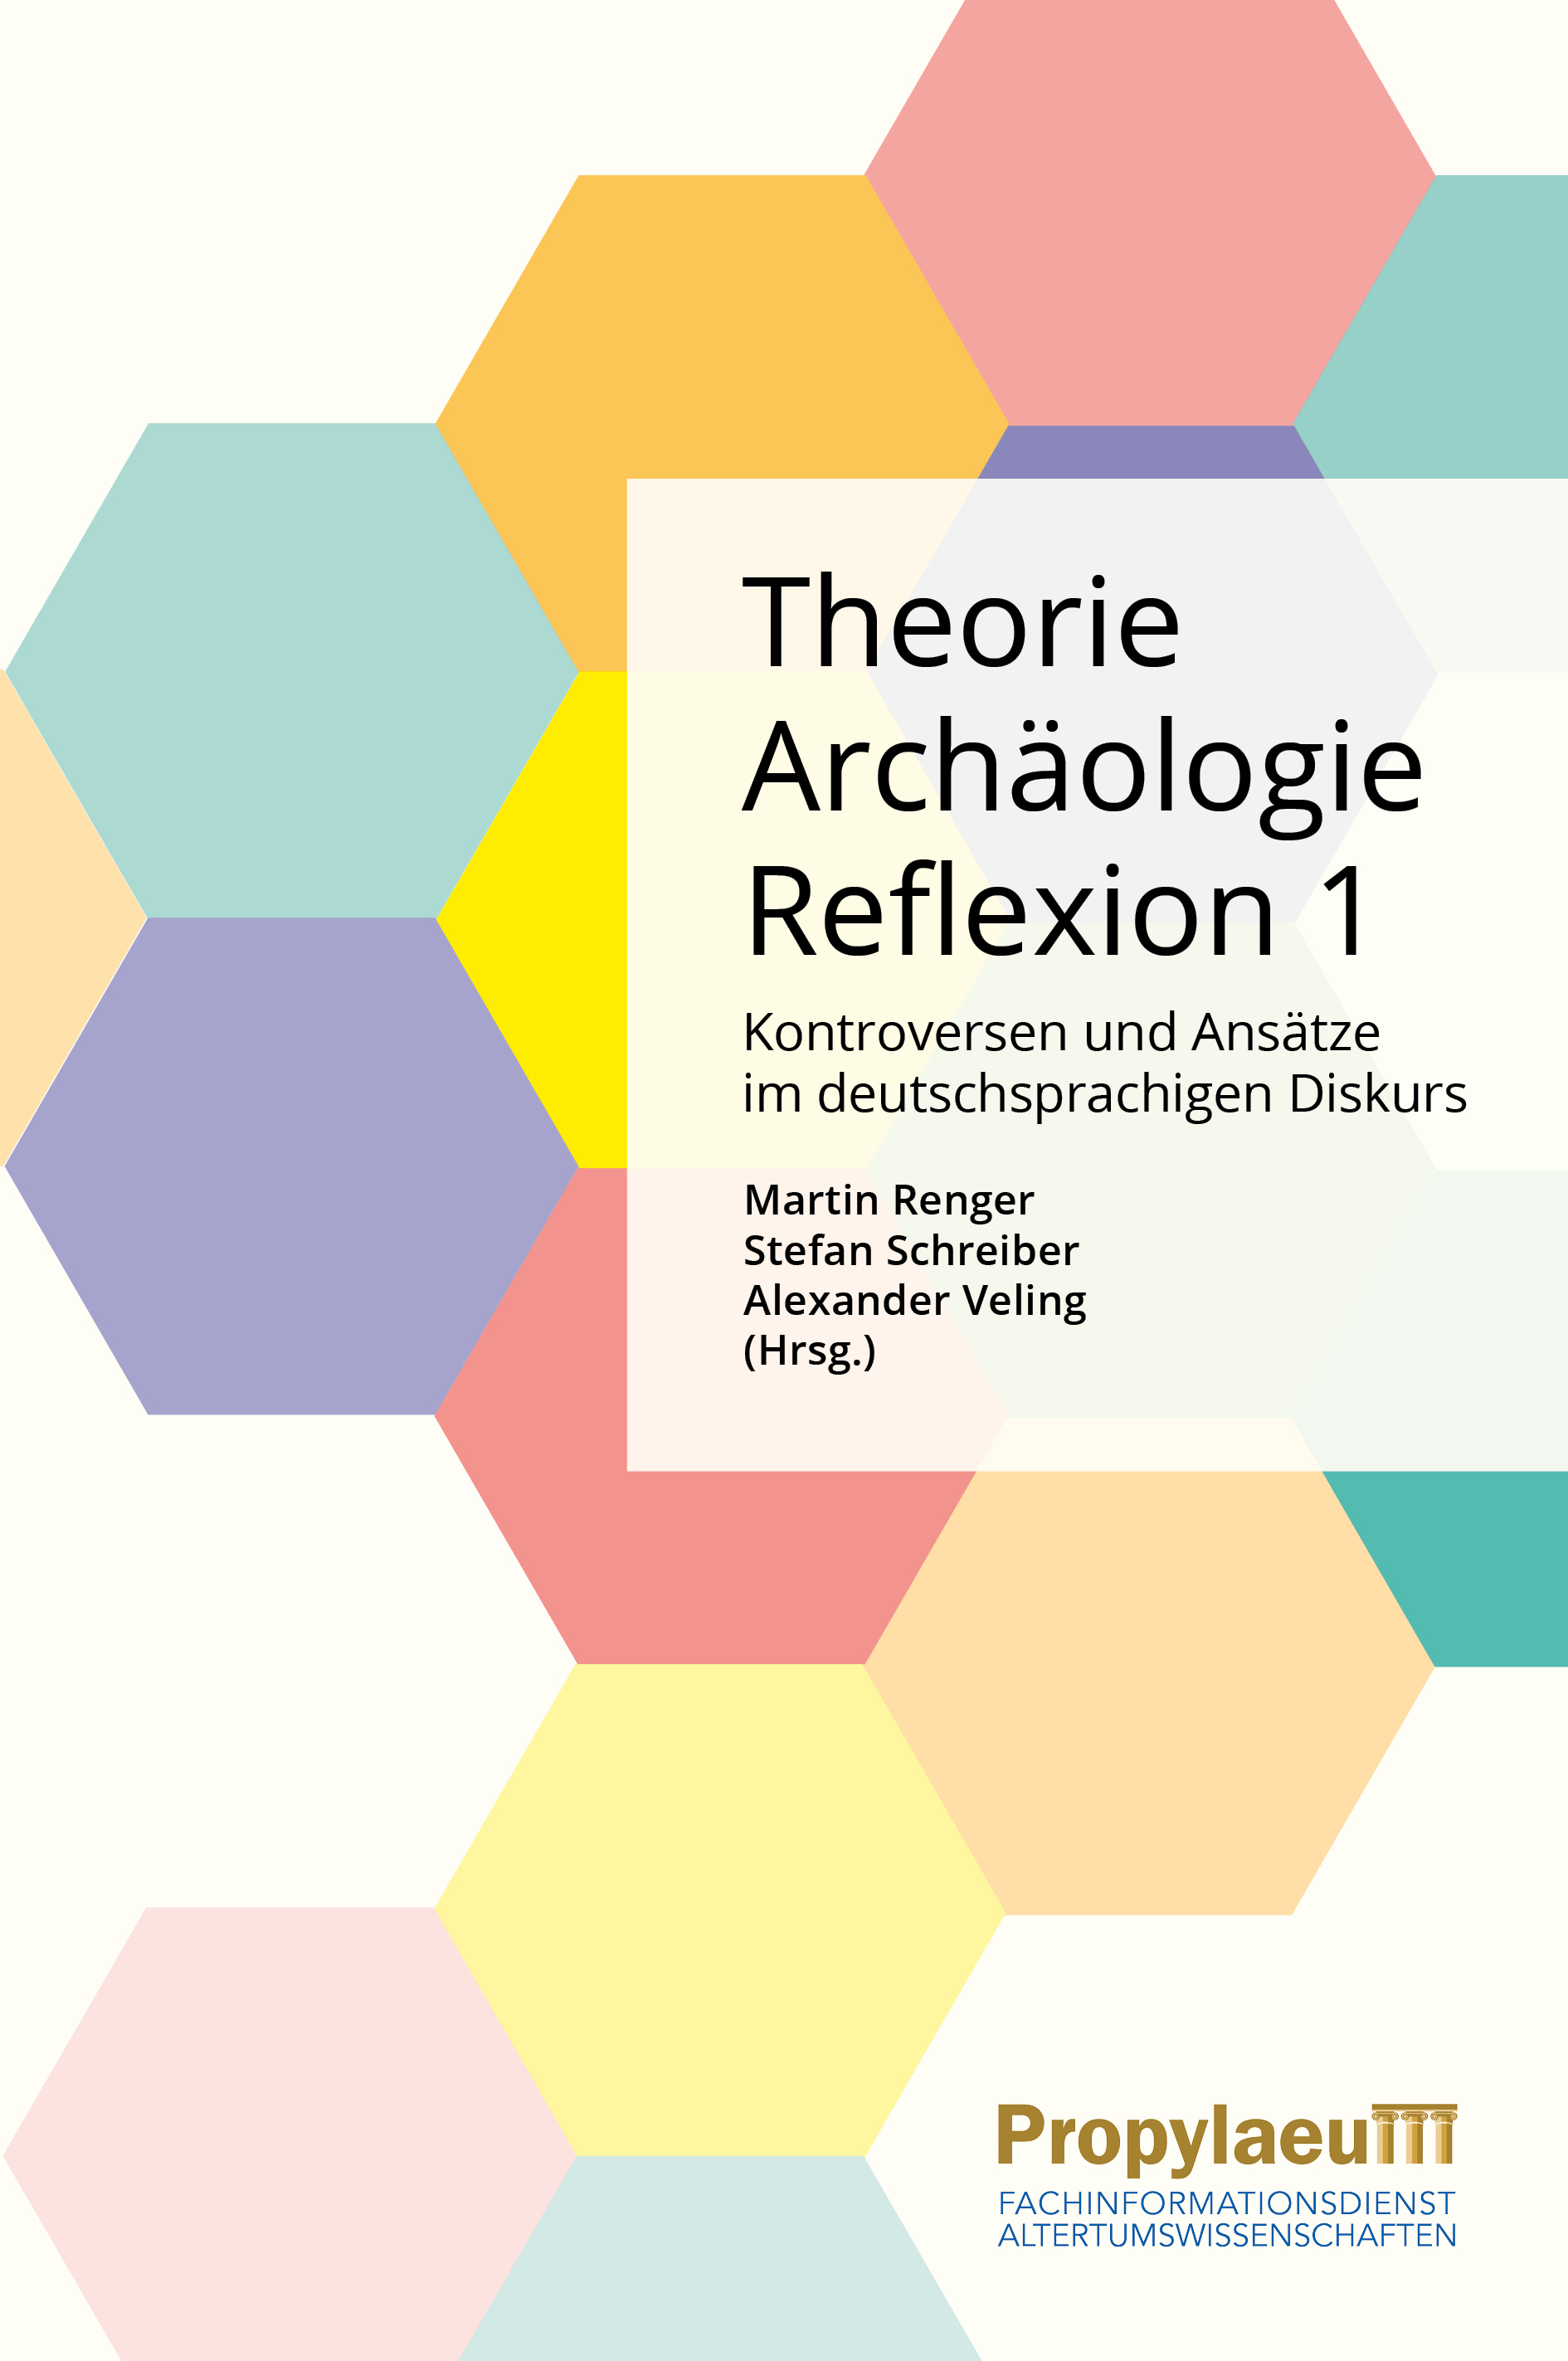 Theorie
Archäologie
Reflexion 1
Kontroversen und Ansätze
im deutschsprachigen Diskurs
Martin Renger
Stefan Schreiber
Alexander Veling
(Hrsg.)
Propylaeum
FACHINFORMATIONSDIENST
ALTERTUMSWISSENSCHAFTEN